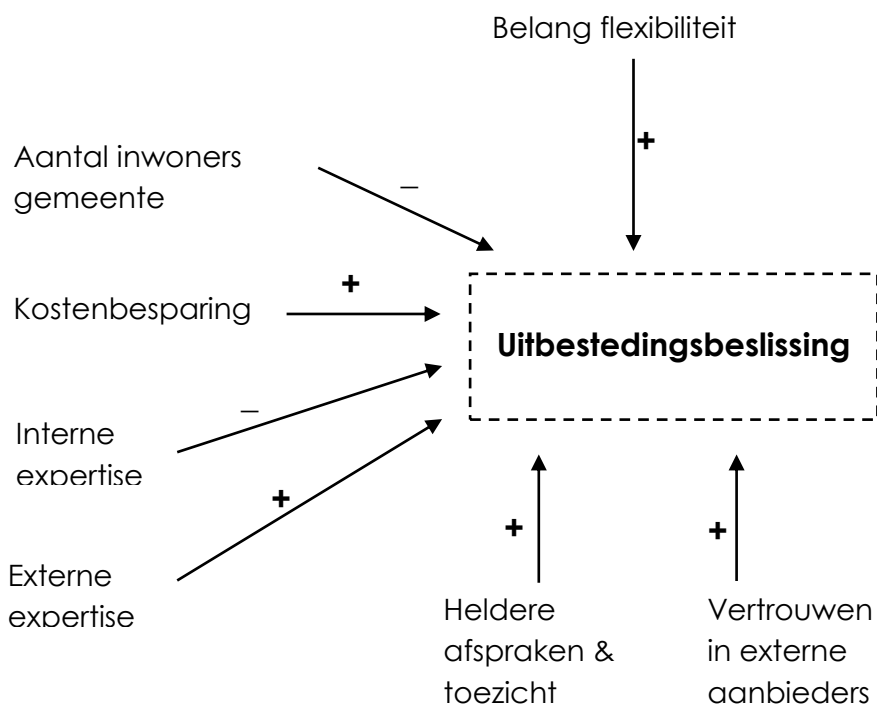 Belang flexibiliteit
+
Aantal inwoners
gemeente
–
Kostenbesparing
+
Uitbestedingsbeslissing
Interne
expertise
–
Externe
expertise
+
+
Heldere
afspraken &
toezicht
+
Vertrouwen
in externe
aanbieders